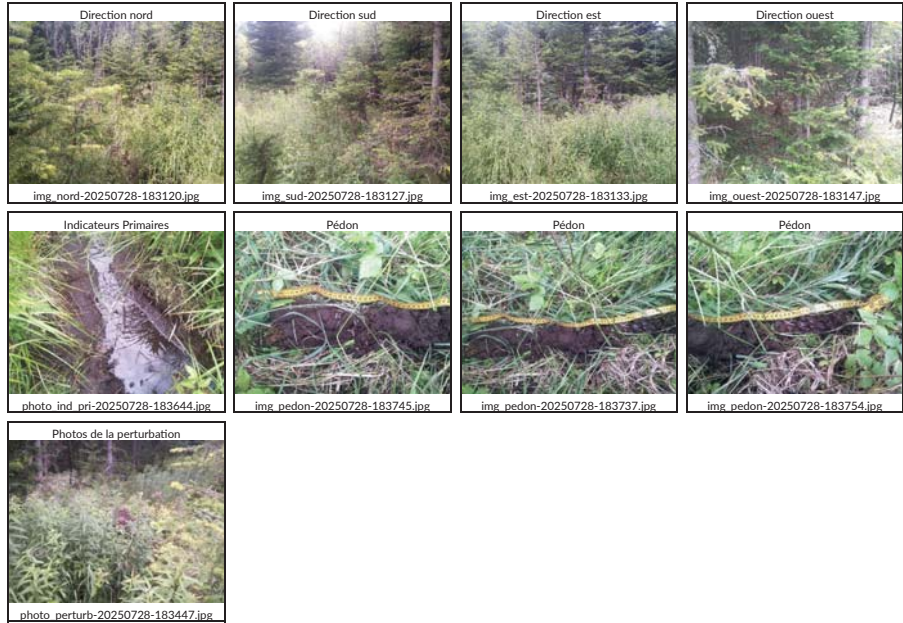 Direction nord
Direction sud
Direction est
Direction ouest
img_nord-20250728-183120.jpg
img_sud-20250728-183127.jpg
img_est-20250728-183133.jpg
img_ouest-20250728-183147.jpg
Indicateurs Primaires
Pédon
Pédon
Pédon
photo_ind_pri-20250728-183644.jpg
img_pedon-20250728-183745.jpg
img_pedon-20250728-183737.jpg
img_pedon-20250728-183754.jpg
Photos de la perturbation
photo_perturb-20250728-183447.jpg